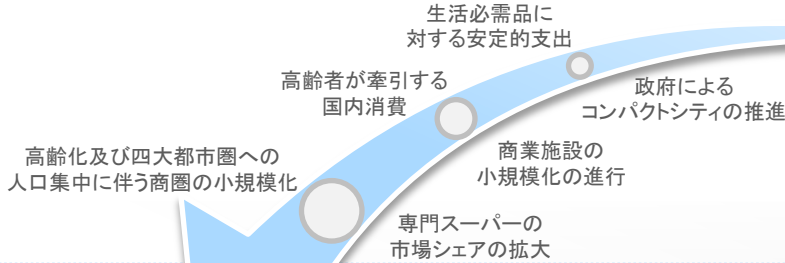 生活必需品に
対する安定的支出
高齢者が牽引する
国内消費
政府による
コンパクトシティの推進
高齢化及び四大都市圏への
人口集中に伴う商圏の小規模化
商業施設の
小規模化の進行
専門スーパーの
市場シェアの拡大